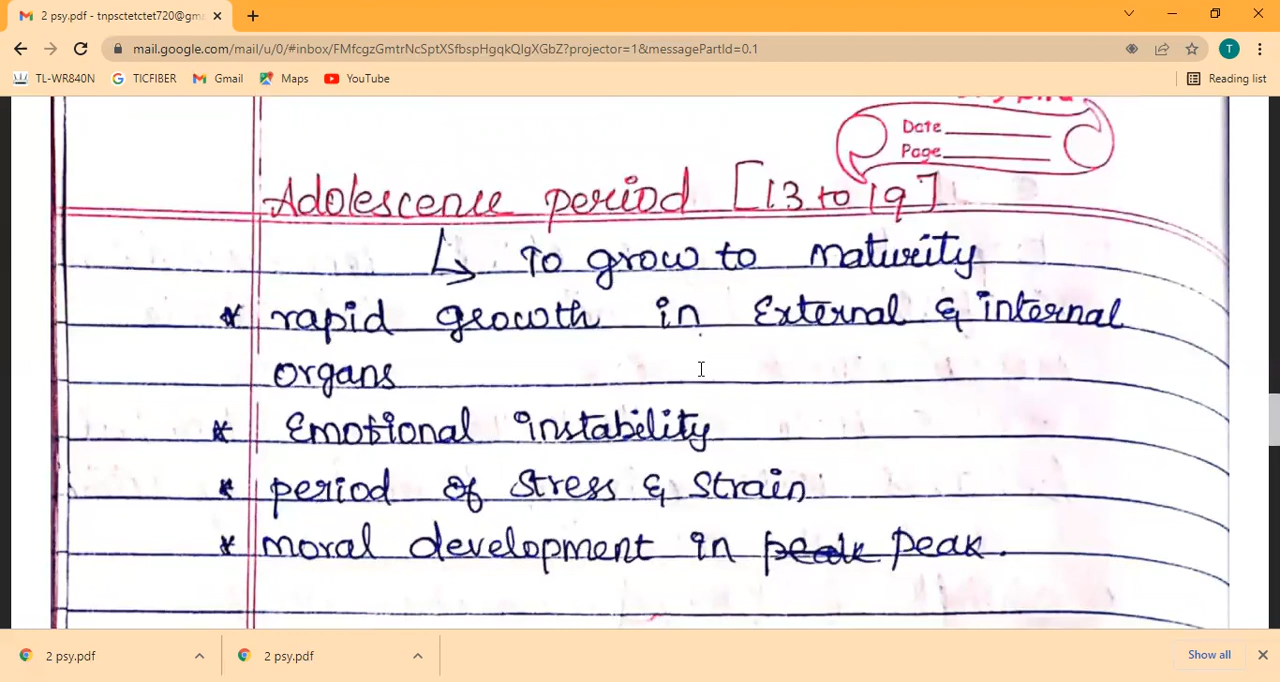 2 psy.pdf - tnpsctetctet720@gma
mail.google.com/mail/u/0/#inbox/FMfcgzGmtrNcSptXSfbspHgqkQlgXGbZ?projector=1&messagePartId=0.1
T
TL-WR840N TICFIBER Gmail Maps YouTube Reading list
Date
Page
Adolescence period [13 to 19]
↳ To grow to maturity
* rapid growth in External & internal
organs
* Emotional instability
* period of stress & strain
* moral development in peak peak.
2 psy.pdf 2 psy.pdf Show all